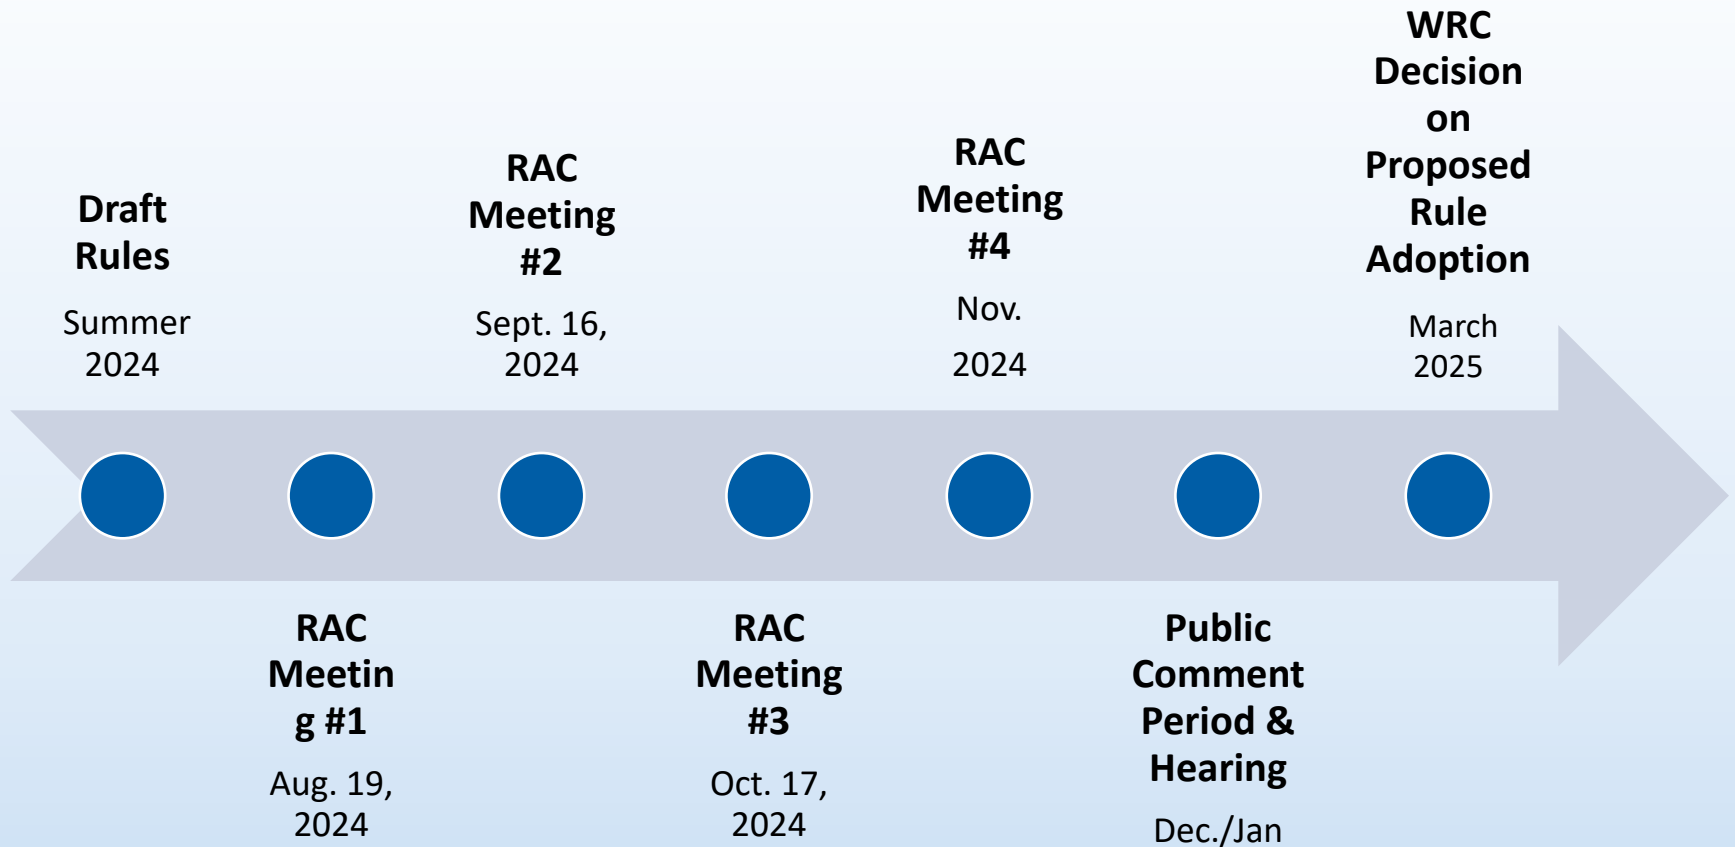 Draft
Rules
Summer
2024
RAC
Meetin
g #1
Aug. 19,
2024
RAC
Meeting
#2
Sept. 16,
2024
RAC
Meeting
#3
Oct. 17,
2024
RAC
Meeting
#4
Nov.
2024
Public
Comment
Period &
Hearing
Dec./Jan
WRC
Decision
on
Proposed
Rule
Adoption
March
2025